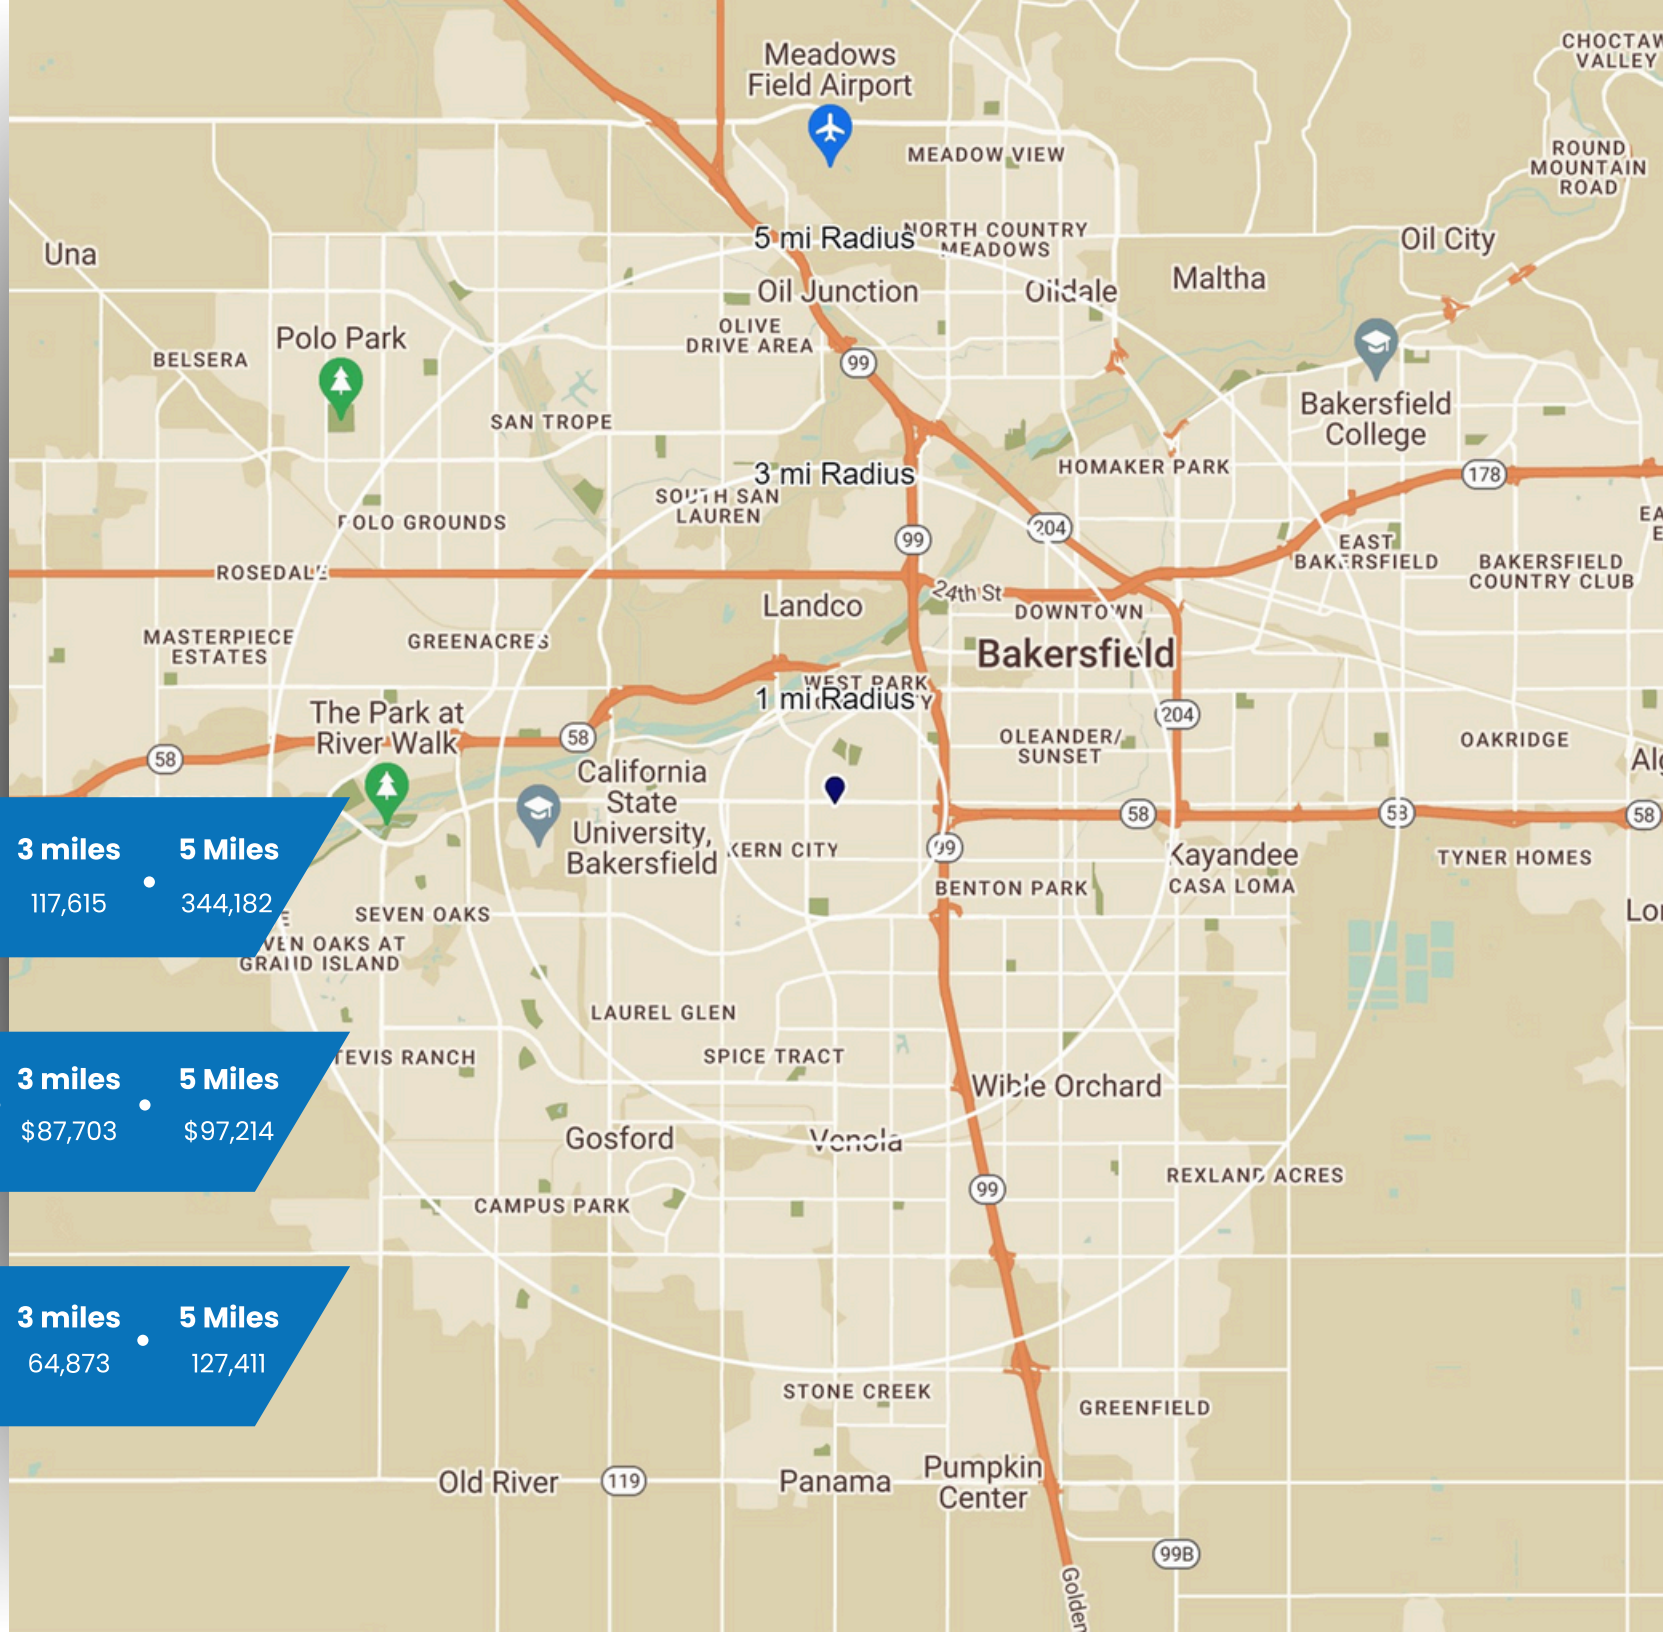 CHOCTAW
VALLEY
Meadows
Field Airport
MEADOW VIEW
ROUND
MOUNTAIN
ROAD
5 mi Radius
NORTH COUNTRY
MEADOWS
Una
Oil City
Maltha
Oil Junction
Oildale
OLIVE
DRIVE AREA
Polo Park
BELSERA
99
Bakersfield
College
SAN TROPE
3 mi Radius
HOMAKER PARK
178
SOUTH SAN
LAUREN
POLO GROUNDS
204
99
EAST
BAKERSFIELD
BAKERSFIELD
COUNTRY CLUB
ROSEDALE
24th St
Landco
DOWNTOWN
MASTERPIECE
ESTATES
GREENACRES
Bakersfield
WEST PARK
1 mi Radius
The Park at
River Walk
58
58
204
OLEANDER/
SUNSET
OAKRIDGE
California
State
University,
Bakersfield
58
58
58
KERN CITY
99
Kayandee
CASA LOMA
TYNER HOMES
BENTON PARK
3 miles
5 Miles
117,615
344,182
SEVEN OAKS
VEN OAKS AT
GRAND ISLAND
LAUREL GLEN
3 miles
5 Miles
$87,703
$97,214
TEVIS RANCH
SPICE TRACT
Wible Orchard
Gosford
Venola
REXLAND ACRES
99
CAMPUS PARK
3 miles
5 Miles
64,873
127,411
STONE CREEK
GREENFIELD
Old River
119
Panama
Pumpkin
Center
99B
Golden